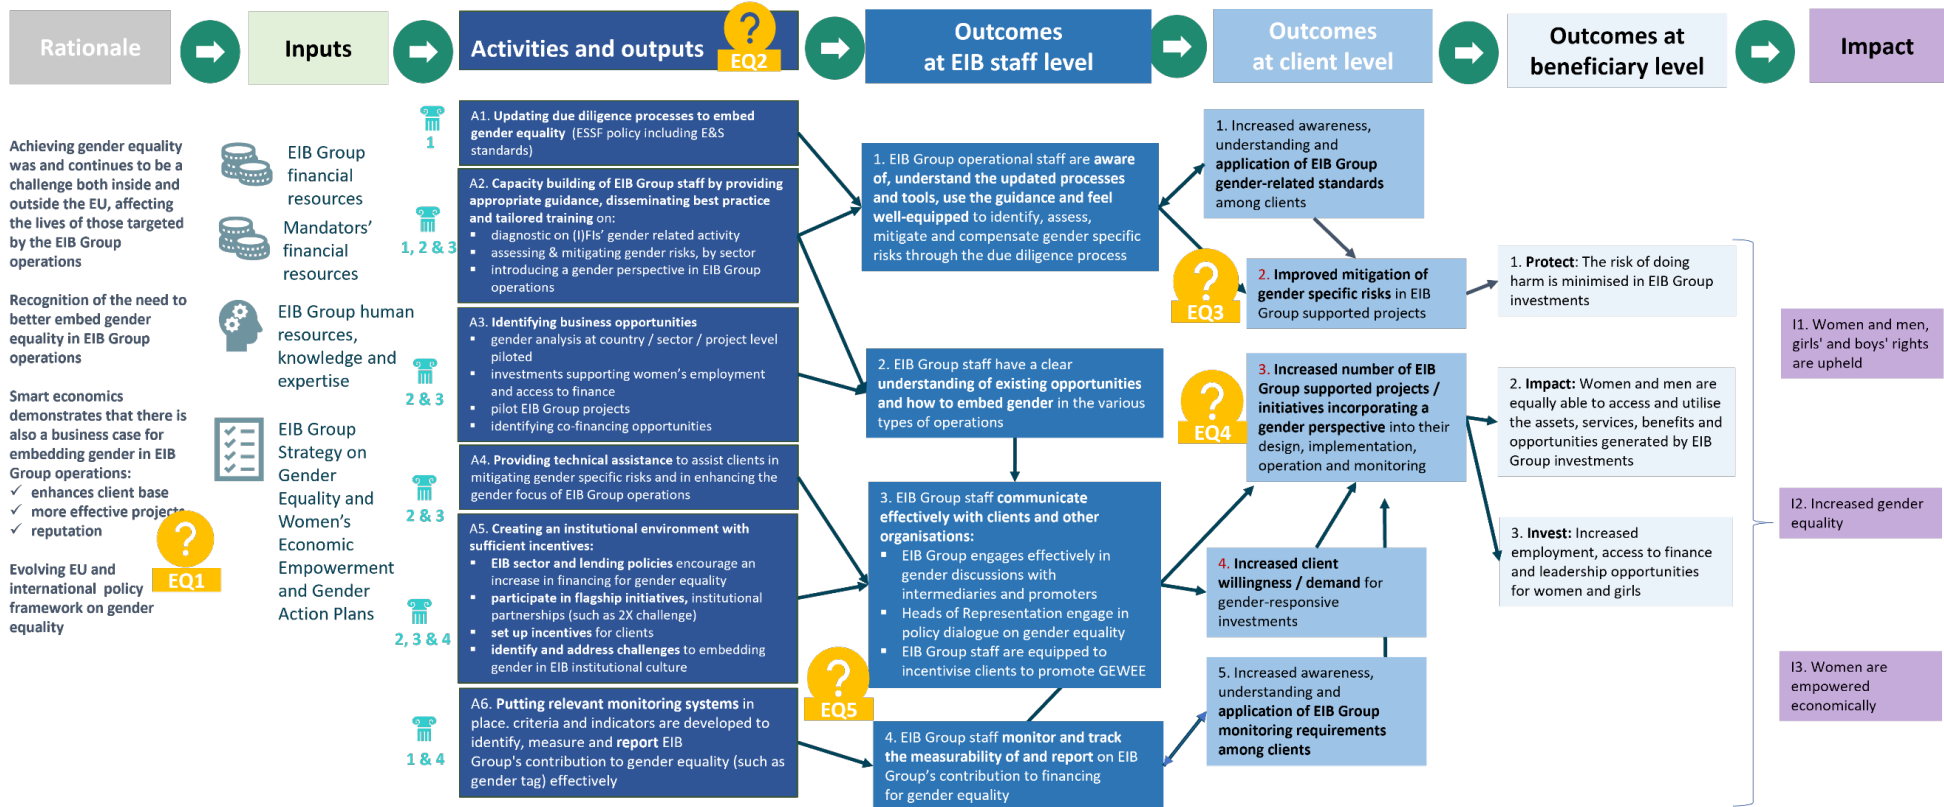 Rationale
Inputs
Activities and outputs
EQ2
Outcomes
at EIB staff level
Outcomes
at client level
Outcomes at
beneficiary level
Impact
Achieving gender equality
was and continues to be a
challenge both inside and
outside the EU, affecting
the lives of those targeted
by the EIB Group
operations
Recognition of the need to
better embed gender
equality in EIB Group
operations
Smart economics
demonstrates that there is
also a business case for
embedding gender in EIB
Group operations:
✓ enhances client base
✓ more effective projects
✓ reputation
EQ1
Evolving EU and
international policy
framework on gender
equality
EIB Group
financial
resources
Mandators'
financial
resources
EIB Group human
resources,
knowledge and
expertise
EIB Group
Strategy on
Gender
Equality and
Women's
Economic
Empowerment
and Gender
Action Plans
1
1, 2 & 3
2 & 3
2 & 3
2, 3 & 4
1 & 4
A1. Updating due diligence processes to embed
gender equality (ESSF policy including E&S
standards)
A2. Capacity building of EIB Group staff by providing
appropriate guidance, disseminating best practice
and tailored training on:
▪ diagnostic on (I)FIs' gender related activity
▪ assessing & mitigating gender risks, by sector
▪ introducing a gender perspective in EIB Group
operations
A3. Identifying business opportunities
▪ gender analysis at country / sector / project level
piloted
▪ investments supporting women's employment
and access to finance
▪ pilot EIB Group projects
▪ identifying co-financing opportunities
A4. Providing technical assistance to assist clients in
mitigating gender specific risks and in enhancing the
gender focus of EIB Group operations
A5. Creating an institutional environment with
sufficient incentives:
▪ EIB sector and lending policies encourage an
increase in financing for gender equality
▪ participate in flagship initiatives, institutional
partnerships (such as 2X challenge)
▪ set up incentives for clients
▪ identify and address challenges to embedding
gender in EIB institutional culture
A6. Putting relevant monitoring systems in
place. criteria and indicators are developed to
identify, measure and report EIB
Group's contribution to gender equality (such as
gender tag) effectively
EQ5
1. EIB Group operational staff are aware
of, understand the updated processes
and tools, use the guidance and feel
well-equipped to identify, assess,
mitigate and compensate gender specific
risks through the due diligence process
2. EIB Group staff have a clear
understanding of existing opportunities
and how to embed gender in the various
types of operations
3. EIB Group staff communicate
effectively with clients and other
organisations:
▪ EIB Group engages effectively in
gender discussions with
intermediaries and promoters
▪ Heads of Representation engage in
policy dialogue on gender equality
▪ EIB Group staff are equipped to
incentivise clients to promote GEWEE
4. EIB Group staff monitor and track
the measurability of and report on EIB
Group's contribution to financing
for gender equality
1. Increased awareness,
understanding and
application of EIB Group
gender-related standards
among clients
EQ3
2. Improved mitigation of
gender specific risks in EIB
Group supported projects
EQ4
3. Increased number of EIB
Group supported projects /
initiatives incorporating a
gender perspective into their
design, implementation,
operation and monitoring
4. Increased client
willingness / demand for
gender-responsive
investments
5. Increased awareness,
understanding and
application of EIB Group
monitoring requirements
among clients
1. Protect: The risk of doing
harm is minimised in EIB Group
investments
2. Impact: Women and men are
equally able to access and utilise
the assets, services, benefits and
opportunities generated by EIB
Group investments
3. Invest: Increased
employment, access to finance
and leadership opportunities
for women and girls
I1. Women and men,
girls' and boys' rights
are upheld
I2. Increased gender
equality
I3. Women are
empowered
economically